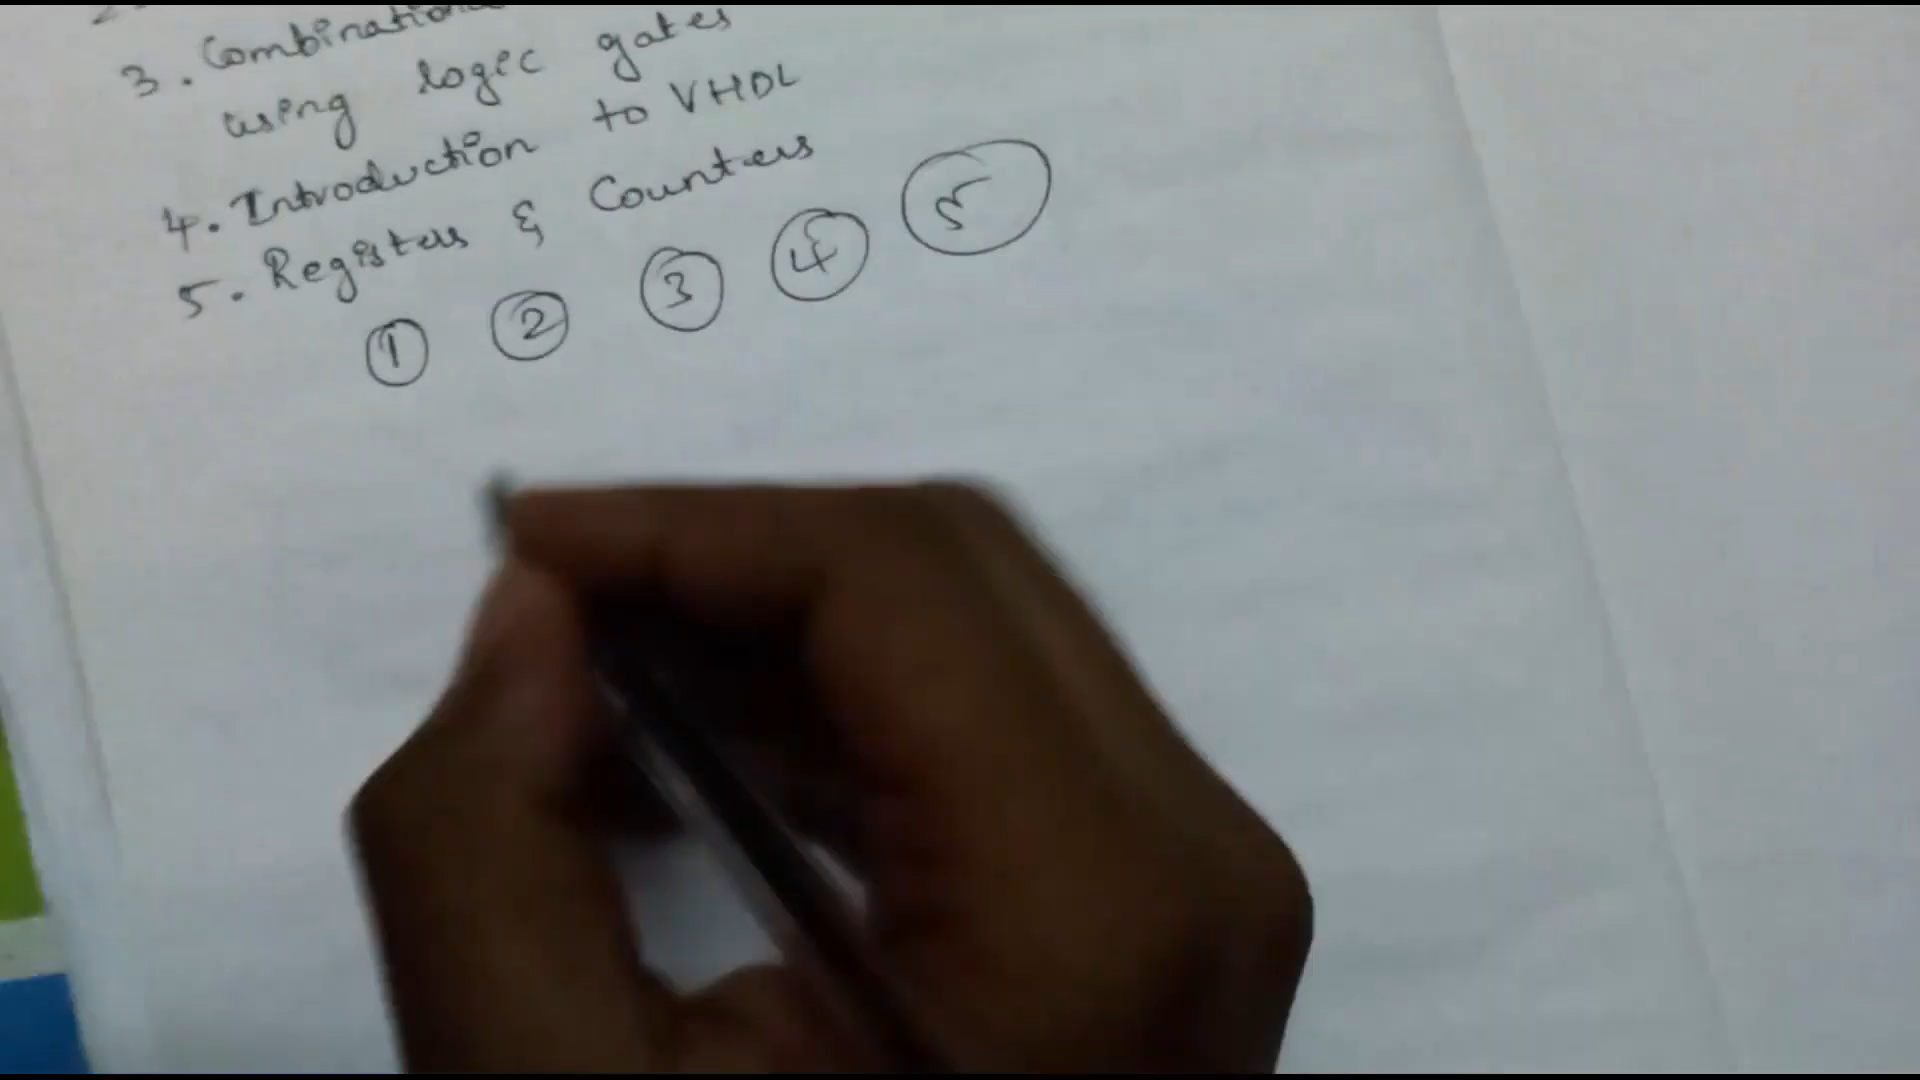 3. Combination
using logic gates
4. Introduction to VHDL
5. Registers & Counters
1 2 3 4 5